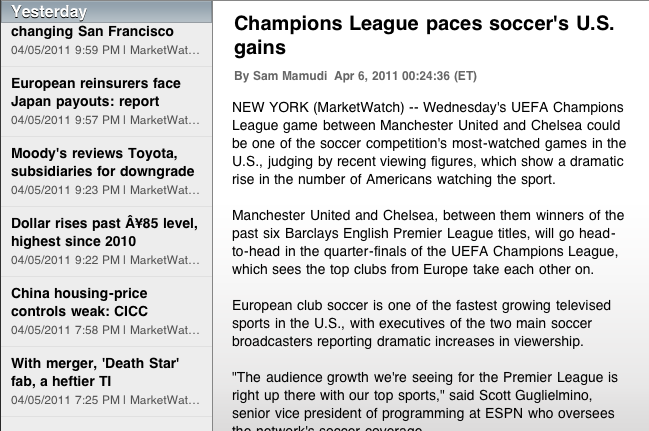 Yesterday
changing San Francisco
04/05/2011 9:59 PM | MarketWat...
European reinsurers face
Japan payouts: report
04/05/2011 9:57 PM | MarketWat...
Moody's reviews Toyota,
subsidiaries for downgrade
04/05/2011 9:23 PM | MarketWat...
Dollar rises past Â¥85 level,
highest since 2010
04/05/2011 9:22 PM | MarketWat...
China housing-price
controls weak: CICC
04/05/2011 7:58 PM | MarketWat...
With merger, 'Death Star'
fab, a heftier TI
04/05/2011 7:25 PM | MarketWat...
Champions League paces soccer's U.S.
gains
By Sam Mamudi Apr 6, 2011 00:24:36 (ET)
NEW YORK (MarketWatch) -- Wednesday's UEFA Champions
League game between Manchester United and Chelsea could
be one of the soccer competition's most-watched games in the
U.S., judging by recent viewing figures, which show a dramatic
rise in the number of Americans watching the sport.
Manchester United and Chelsea, between them winners of the
past six Barclays English Premier League titles, will go head-
to-head in the quarter-finals of the UEFA Champions League,
which sees the top clubs from Europe take each other on.
European club soccer is one of the fastest growing televised
sports in the U.S., with executives of the two main soccer
broadcasters reporting dramatic increases in viewership.
"The audience growth we're seeing for the Premier League is
right up there with our top sports," said Scott Guglielmino,
senior vice president of programming at ESPN who oversees
the network's soccer coverage.